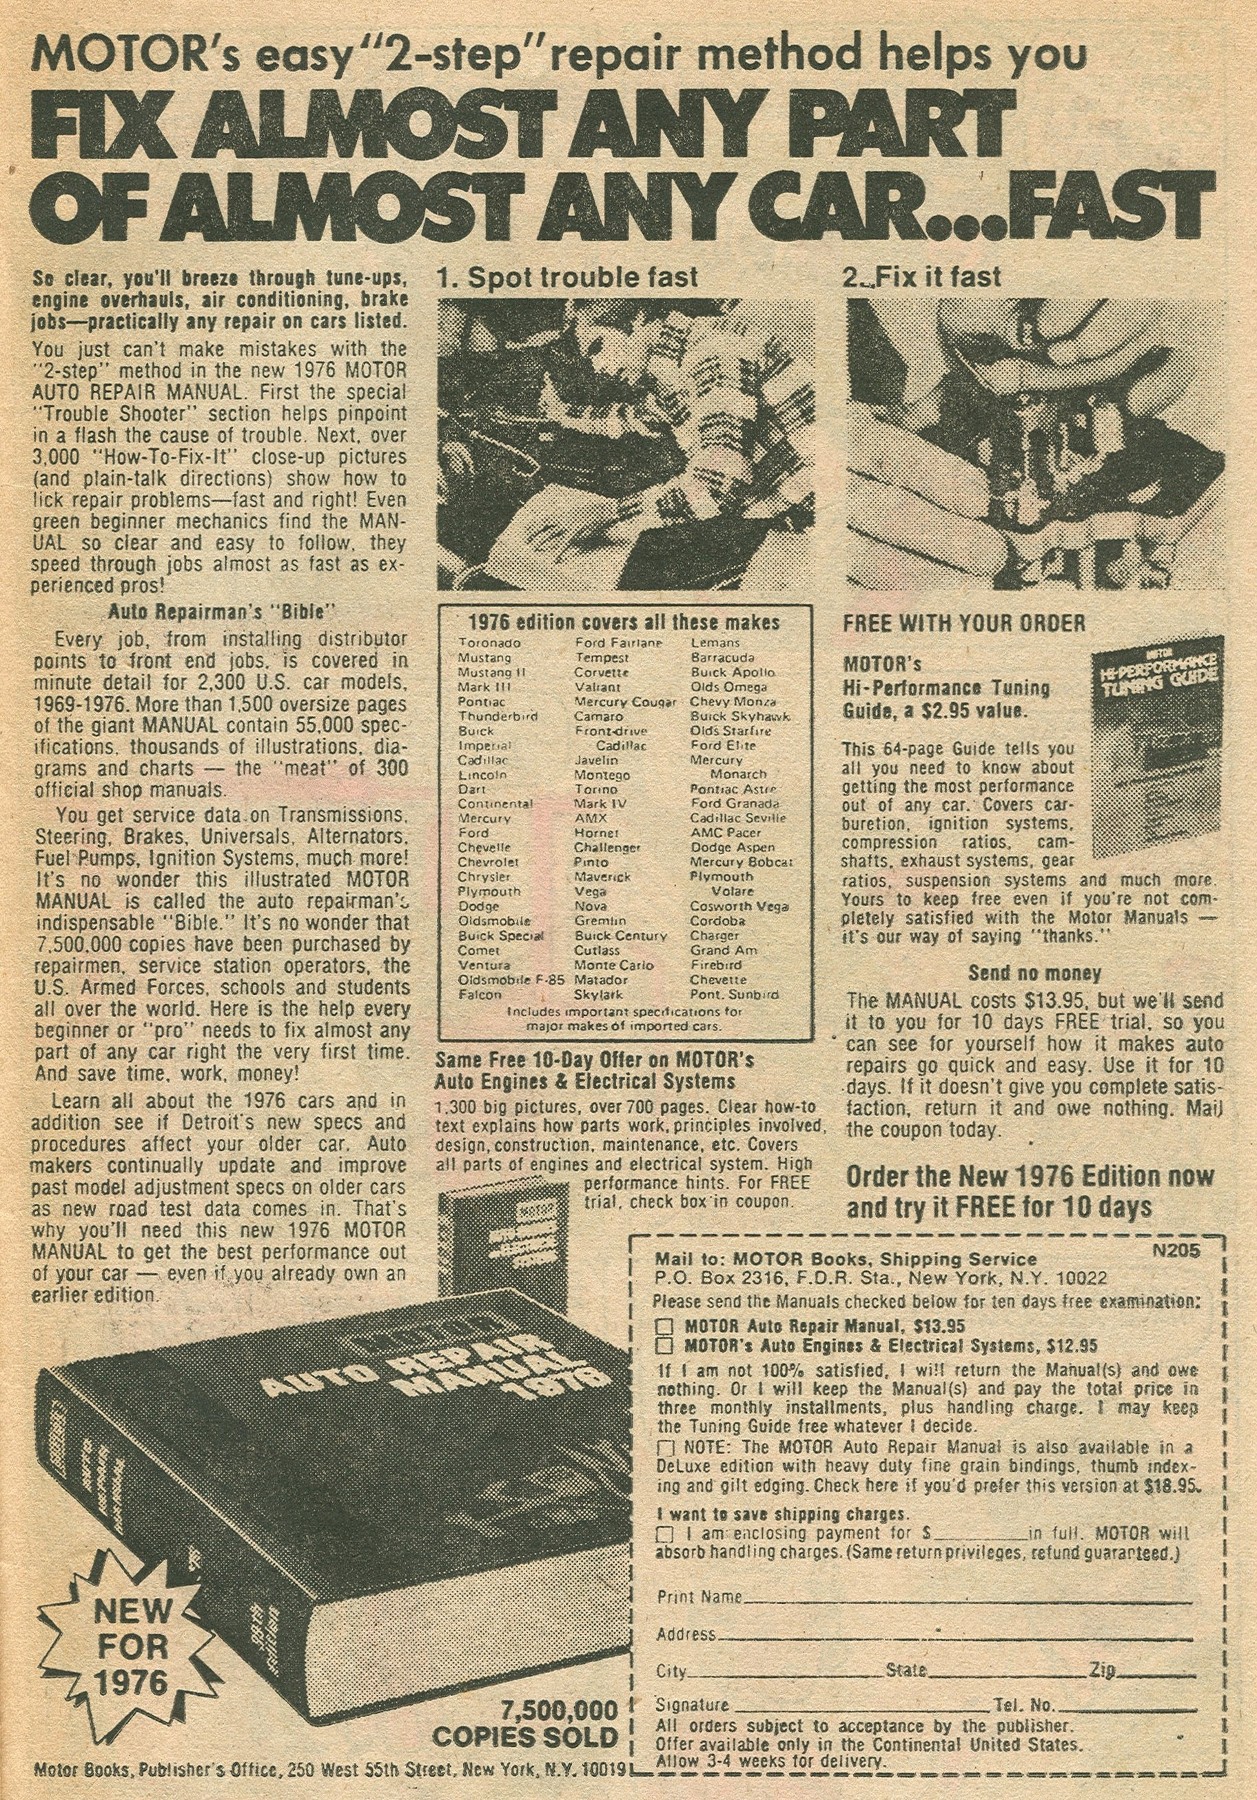 MOTOR's easy "2-step" repair method helps you
FIX ALMOST ANY PART
OF ALMOST ANY CAR...FAST
So clear, you'll breeze through tune-ups,
engine overhauls, air conditioning, brake
jobs—practically any repair on cars listed.
You just can't make mistakes with the
"2-step" method in the new 1976 MOTOR
AUTO REPAIR MANUAL. First the special
"Trouble Shooter" section helps pinpoint
in a flash the cause of trouble. Next, over
3,000 "How-To-Fix-It" close-up pictures
(and plain-talk directions) show how to
lick repair problems—fast and right! Even
green beginner mechanics find the MAN-
UAL so clear and easy to follow, they
speed through jobs almost as fast as ex-
perienced pros!
Auto Repairman's "Bible"
Every job, from installing distributor
points to front end jobs, is covered in
minute detail for 2,300 U.S. car models,
1969-1976. More than 1,500 oversize pages
of the giant MANUAL contain 55,000 spec-
ifications, thousands of illustrations, dia-
grams and charts — the "meat" of 300
official shop manuals.
You get service data on Transmissions,
Steering, Brakes, Universals, Alternators,
Fuel Pumps, Ignition Systems, much more!
It's no wonder this illustrated MOTOR
MANUAL is called the auto repairman's
indispensable "Bible." It's no wonder that
7,500,000 copies have been purchased by
repairmen, service station operators, the
U.S. Armed Forces, schools and students
all over the world. Here is the help every
beginner or "pro" needs to fix almost any
part of any car right the very first time.
And save time, work, money!
Learn all about the 1976 cars and in
addition see if Detroit's new specs and
procedures affect your older car. Auto
makers continually update and improve
past model adjustment specs on older cars
as new road test data comes in. That's
why you'll need this new 1976 MOTOR
MANUAL to get the best performance out
of your car — even if you already own an
earlier edition.
1. Spot trouble fast
1976 edition covers all these makes
Toronado
Mustang
Mustang II
Mark III
Pontiac
Thunderbird
Buick
Imperial
Cadillac
Lincoln
Dart
Continental
Mercury
Ford
Chevelle
Chevrolet
Chrysler
Plymouth
Dodge
Oldsmobile
Buick Special
Comet
Ventura
Oldsmobile F-85
Falcon
Ford Fairlane
Tempest
Corvette
Valiant
Mercury Cougar
Camaro
Front-drive
Cadillac
Javelin
Montego
Torino
Mark IV
AMX
Hornet
Challenger
Pinto
Maverick
Vega
Nova
Gremlin
Buick Century
Cutlass
Monte Carlo
Matador
Skylark
Lemans
Barracuda
Buick Apollo
Olds Omega
Chevy Monza
Buick Skyhawk
Olds Starfire
Ford Elite
Mercury
Monarch
Pontiac Astre
Ford Granada
Cadillac Seville
AMC Pacer
Dodge Aspen
Mercury Bobcat
Plymouth
Volare
Cosworth Vega
Cordoba
Charger
Grand Am
Firebird
Chevette
Pont. Sunbird
Includes important specifications for
major makes of imported cars.
Same Free 10-Day Offer on MOTOR's
Auto Engines & Electrical Systems
1,300 big pictures, over 700 pages. Clear how-to
text explains how parts work, principles involved,
design, construction, maintenance, etc. Covers
all parts of engines and electrical system. High
performance hints. For FREE
trial, check box in coupon.
2. Fix it fast
FREE WITH YOUR ORDER
MOTOR's
Hi-Performance Tuning
Guide, a $2.95 value.
This 64-page Guide tells you
all you need to know about
getting the most performance
out of any car. Covers car-
buretion, ignition systems,
compression ratios, cam-
shafts, exhaust systems, gear
ratios, suspension systems and much more.
Yours to keep free even if you're not com-
pletely satisfied with the Motor Manuals —
it's our way of saying "thanks."
MOTOR
HI-PERFORMANCE
TUNING GUIDE
Send no money
The MANUAL costs $13.95, but we'll send
it to you for 10 days FREE trial, so you
can see for yourself how it makes auto
repairs go quick and easy. Use it for 10
days. If it doesn't give you complete satis-
faction, return it and owe nothing. Mail
the coupon today.
Order the New 1976 Edition now
and try it FREE for 10 days
MOTOR
MOTOR
AUTO REPAIR
MANUAL
1976
AUTO
REPAIR
MANUAL
NEW
FOR
1976
7,500,000
COPIES SOLD
Motor Books, Publisher's Office, 250 West 55th Street, New York, N.Y. 10019
N205
Mail to: MOTOR Books, Shipping Service
P.O. Box 2316, F.D.R. Sta., New York, N.Y. 10022
Please send the Manuals checked below for ten days free examination:
MOTOR Auto Repair Manual, $13.95
MOTOR's Auto Engines & Electrical Systems, $12.95
If I am not 100% satisfied, I will return the Manual(s) and owe
nothing. Or I will keep the Manual(s) and pay the total price in
three monthly installments, plus handling charge. I may keep
the Tuning Guide free whatever I decide.
NOTE: The MOTOR Auto Repair Manual is also available in a
DeLuxe edition with heavy duty fine grain bindings, thumb index-
ing and gilt edging. Check here if you'd prefer this version at $18.95.
I want to save shipping charges.
I am enclosing payment for $__________in full. MOTOR will
absorb handling charges. (Same return privileges, refund guaranteed.)
Print Name
Address
City State Zip
Signature Tel. No.
All orders subject to acceptance by the publisher.
Offer available only in the Continental United States.
Allow 3-4 weeks for delivery.